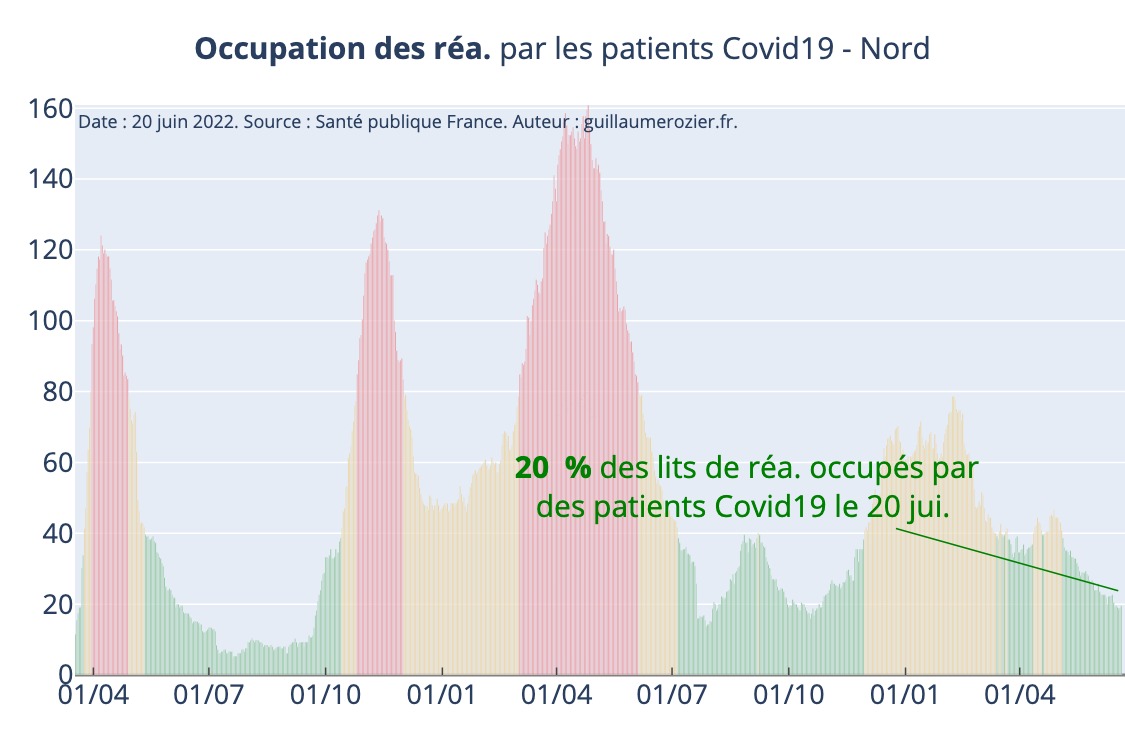 Occupation des réa. par les patients Covid19 - Nord
160
Date : 20 juin 2022. Source : Santé publique France. Auteur : guillaumerozier.fr.
140
120
100
80
60
20  % des lits de réa. occupés par
des patients Covid19 le 20 jui.
40
20
0
01/04 01/07 01/10 01/01 01/04 01/07 01/10 01/01 01/04